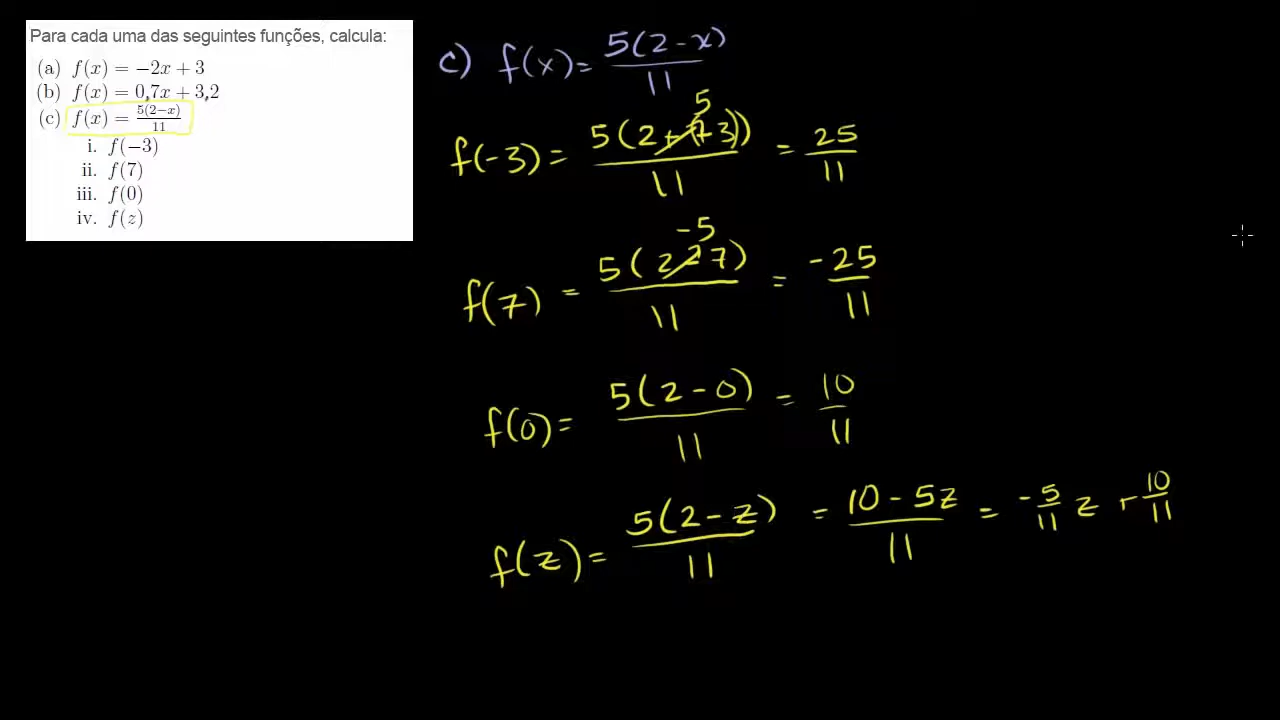 Para cada uma das seguintes funções, calcula:
(a) f(x) = −2x + 3
(b) f(x) = 0,7x + 3,2
(c) f(x) = 5(2−x)/11
i. f(−3)
ii. f(7)
iii. f(0)
iv. f(z)
c) f(x) = 5(2-x)/11
5
f(-3) = 5(2++3))/11 = 25/11
-5
f(7) = 5(2-7)/11 = -25/11
f(0) = 5(2-0)/11 = 10/11
f(z) = 5(2-z)/11 = 10-5z/11 = -5/11 z + 10/11